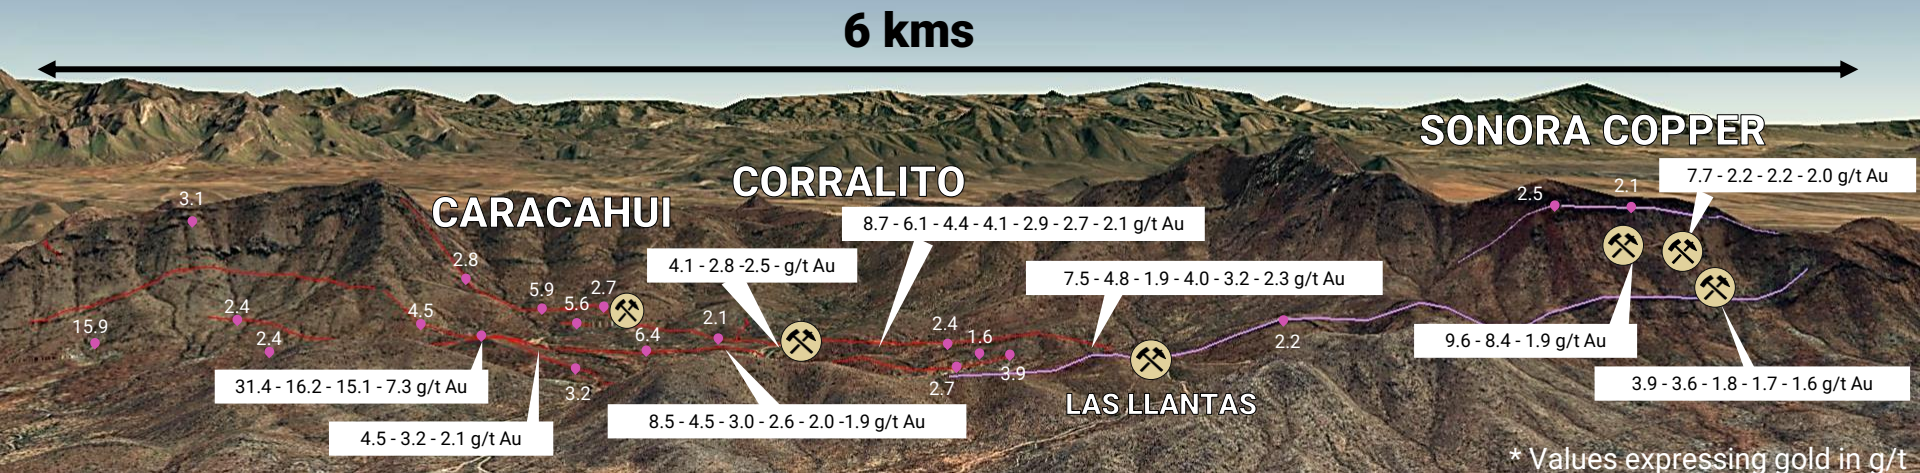 6 kms
SONORA COPPER
7.7 - 2.2 - 2.2 - 2.0 g/t Au
CORRALITO
2.5
2.1
3.1
CARACAHUI
8.7 - 6.1 - 4.4 - 4.1 - 2.9 - 2.7 - 2.1 g/t Au
4.1 - 2.8 -2.5 - g/t Au
2.8
7.5 - 4.8 - 1.9 - 4.0 - 3.2 - 2.3 g/t Au
5.9
5.6
2.7
2.4
4.5
15.9
2.4
6.4
2.1
2.4
1.6
2.2
9.6 - 8.4 - 1.9 g/t Au
31.4 - 16.2 - 15.1 - 7.3 g/t Au
3.2
2.7
3.9
3.9 - 3.6 - 1.8 - 1.7 - 1.6 g/t Au
LAS LLANTAS
8.5 - 4.5 - 3.0 - 2.6 - 2.0 -1.9 g/t Au
4.5 - 3.2 - 2.1 g/t Au
* Values expressing gold in g/t